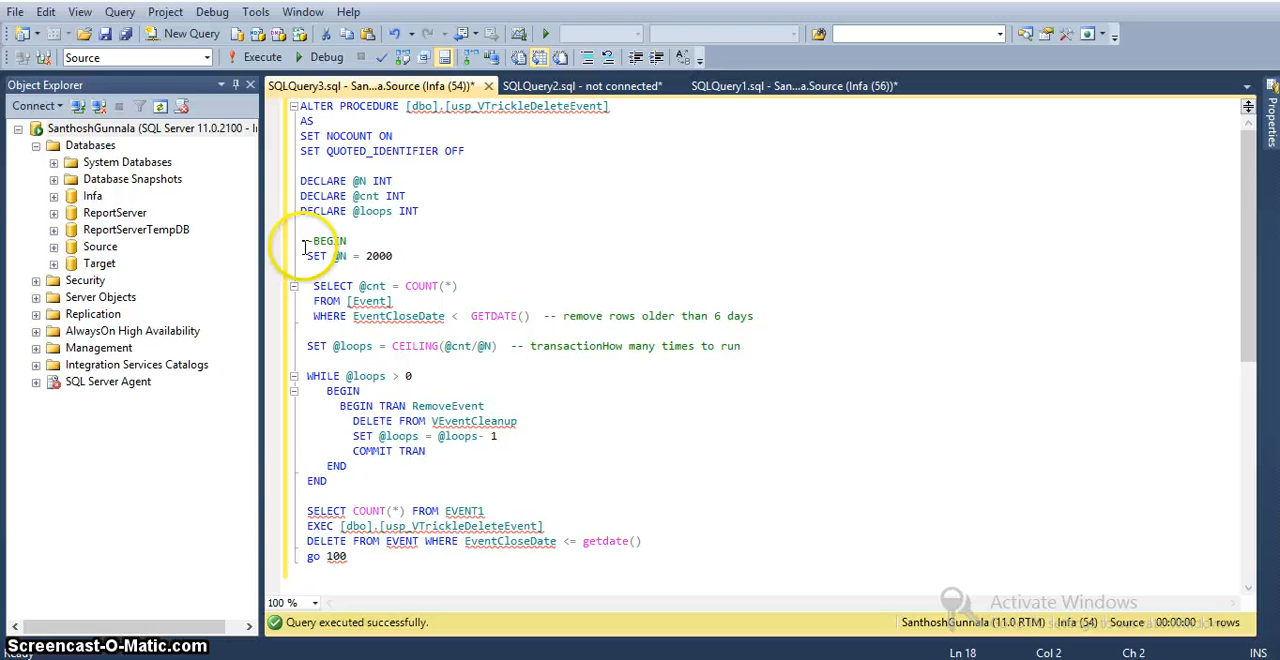 File Edit View Query Project Debug Tools Window Help
New Query
Source Execute Debug
Object Explorer
SQLQuery3.sql - San...a.Source (Infa (54))* SQLQuery2.sql - not connected* SQLQuery1.sql - San...a.Source (Infa (56))*
Connect
SanthoshGunnala (SQL Server 11.0.2100 - In
Databases
System Databases
Database Snapshots
Infa
ReportServer
ReportServerTempDB
Source
Target
Security
Server Objects
Replication
AlwaysOn High Availability
Management
Integration Services Catalogs
SQL Server Agent
ALTER PROCEDURE [dbo].[usp_VTrickleDeleteEvent]
AS
SET NOCOUNT ON
SET QUOTED_IDENTIFIER OFF
DECLARE @N INT
DECLARE @cnt INT
DECLARE @loops INT
--BEGIN
SET @N = 2000
SELECT @cnt = COUNT(*)
FROM [Event]
WHERE EventCloseDate < GETDATE() -- remove rows older than 6 days
SET @loops = CEILING(@cnt/@N) -- transactionHow many times to run
WHILE @loops > 0
BEGIN
BEGIN TRAN RemoveEvent
DELETE FROM VEventCleanup
SET @loops = @loops- 1
COMMIT TRAN
END
END
SELECT COUNT(*) FROM EVENT1
EXEC [dbo].[usp_VTrickleDeleteEvent]
DELETE FROM EVENT WHERE EventCloseDate <= getdate()
go 100
Properties
100 %
Activate Windows
Query executed successfully. SanthoshGunnala (11.0 RTM) Infa (54) Source 00:00:00 1 rows
Screencast-O-Matic.com
Ready Ln 18 Col 2 Ch 2 INS